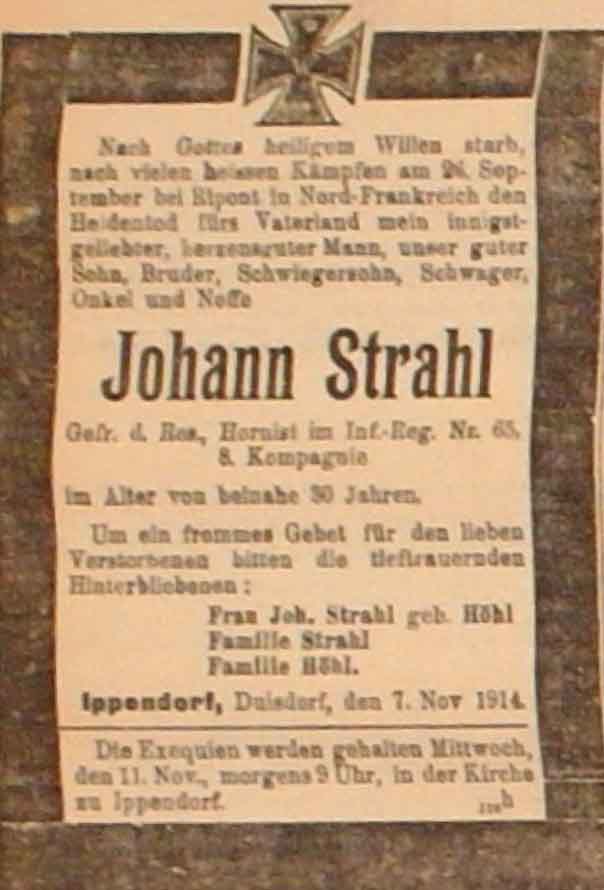 Nach Gottes heiligem Willen starb,
nach vielen heissen Kämpfen am 26. Sep-
tember bei Ripont in Nord-Frankreich den
Heldentod fürs Vaterland mein innigst-
geliebter, herzensguter Mann, unser guter
Sohn, Bruder, Schwiegersohn, Schwager,
Onkel und Neffe
Johann Strahl
Gefr. d. Res., Hornist im Inf.-Reg. Nr. 65,
8. Kompagnie
im Alter von beinahe 30 Jahren.
Um ein frommes Gebet für den lieben
Verstorbenen bitten die tieftrauernden
Hinterbliebenen:
Frau Joh. Strahl geb. Höhl
Familie Strahl
Familie Höhl.
Ippendorf, Duisdorf, den 7. Nov 1914.
Die Exequien werden gehalten Mittwoch,
den 11. Nov., morgens 9 Uhr, in der Kirche
zu Ippendorf.